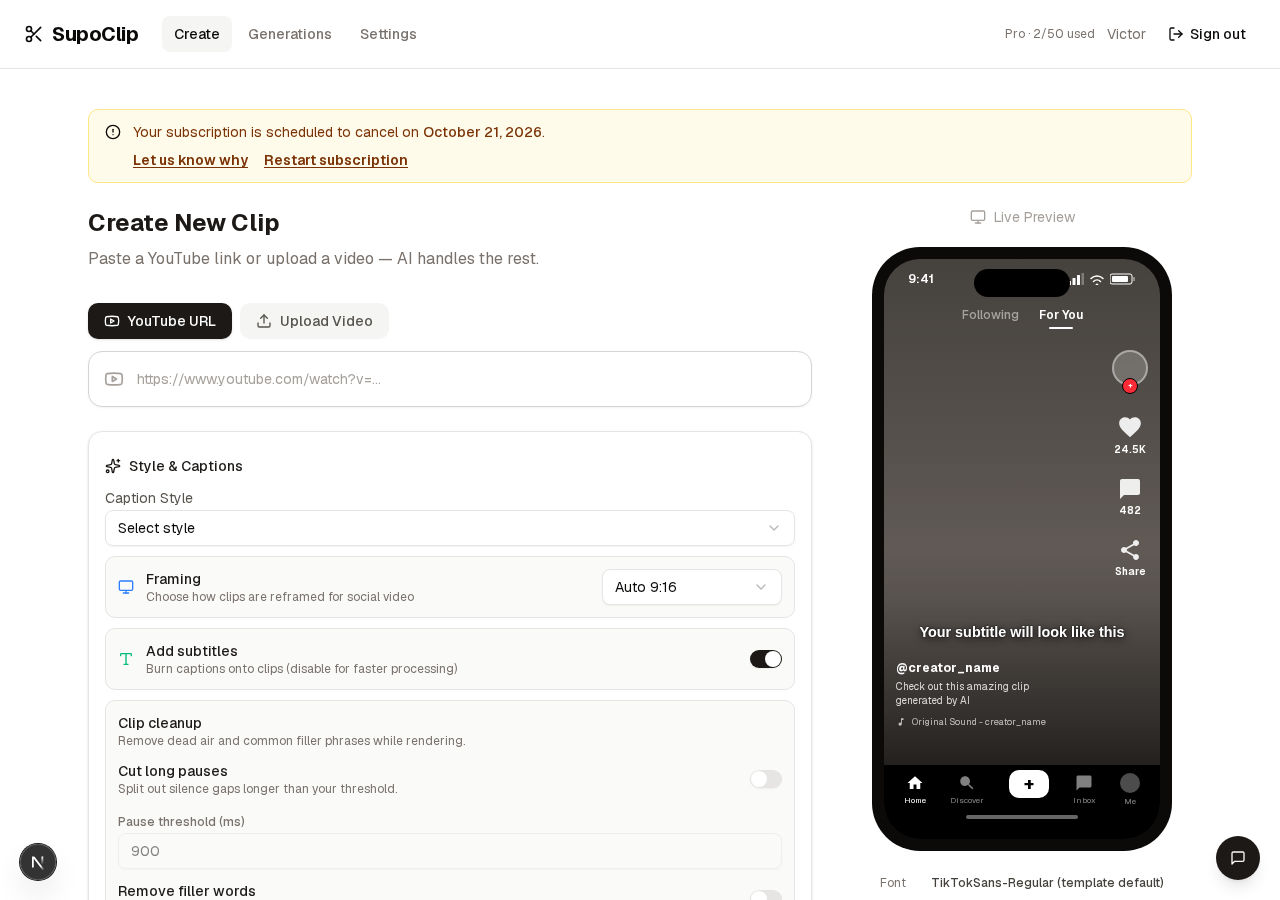 SupoClip
Create
Generations
Settings
Pro · 2/50 used
Victor
Sign out
Your subscription is scheduled to cancel on October 21, 2026.
Let us know why
Restart subscription
Create New Clip
Paste a YouTube link or upload a video — AI handles the rest.
YouTube URL
Upload Video
https://www.youtube.com/watch?v=...
Style & Captions
Caption Style
Select style
Framing
Choose how clips are reframed for social video
Auto 9:16
Add subtitles
Burn captions onto clips (disable for faster processing)
Clip cleanup
Remove dead air and common filler phrases while rendering.
Cut long pauses
Split out silence gaps longer than your threshold.
Pause threshold (ms)
900
Remove filler words
N
Live Preview
9:41
Following
For You
24.5K
482
Share
Your subtitle will look like this
@creator_name
Check out this amazing clip
generated by AI
Original Sound - creator_name
Home
Discover
Inbox
Me
Font
TikTokSans-Regular (template default)